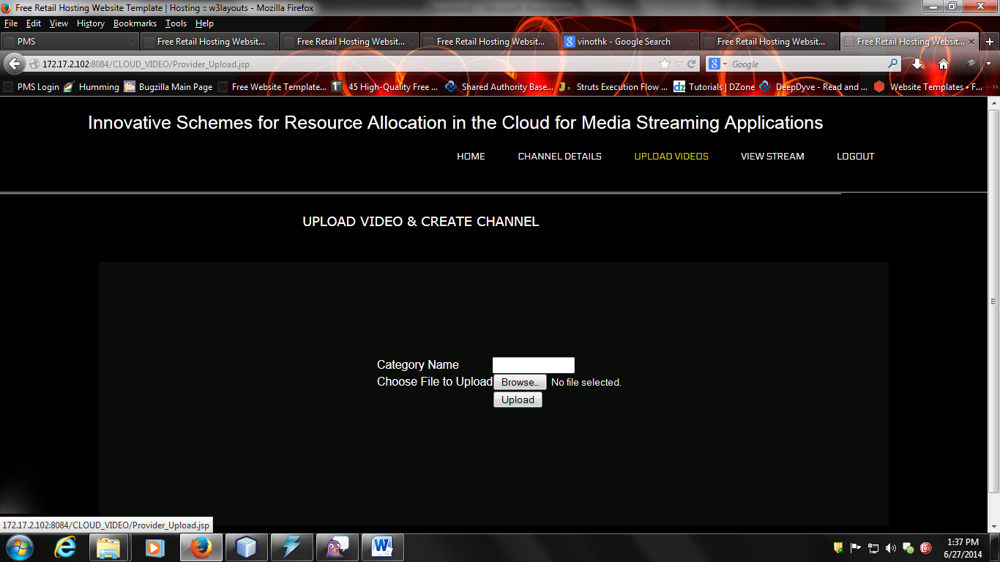 Free Retail Hosting Website Template | Hosting :: w3layouts - Mozilla Firefox
File Edit View History Bookmarks Tools Help
PMS Free Retail Hosting Websit... Free Retail Hosting Websit... Free Retail Hosting Websit... vinothk - Google Search Free Retail Hosting Websit... Free Retail Hosting Websit...
172.17.2.102:8084/CLOUD_VIDEO/Provider_Upload.jsp Google
PMS Login Humming Bugzilla Main Page Free Website Template... 45 High-Quality Free ... Shared Authority Base... Struts Execution Flow ... Tutorials | DZone DeepDyve - Read and ... Website Templates • F...
Innovative Schemes for Resource Allocation in the Cloud for Media Streaming Applications
HOME CHANNEL DETAILS UPLOAD VIDEOS VIEW STREAM LOGOUT
UPLOAD VIDEO & CREATE CHANNEL
Category Name
Choose File to Upload Browse_ No file selected.
Upload
172.17.2.102:8084/CLOUD_VIDEO/Provider_Upload.jsp
1:37 PM
6/27/2014